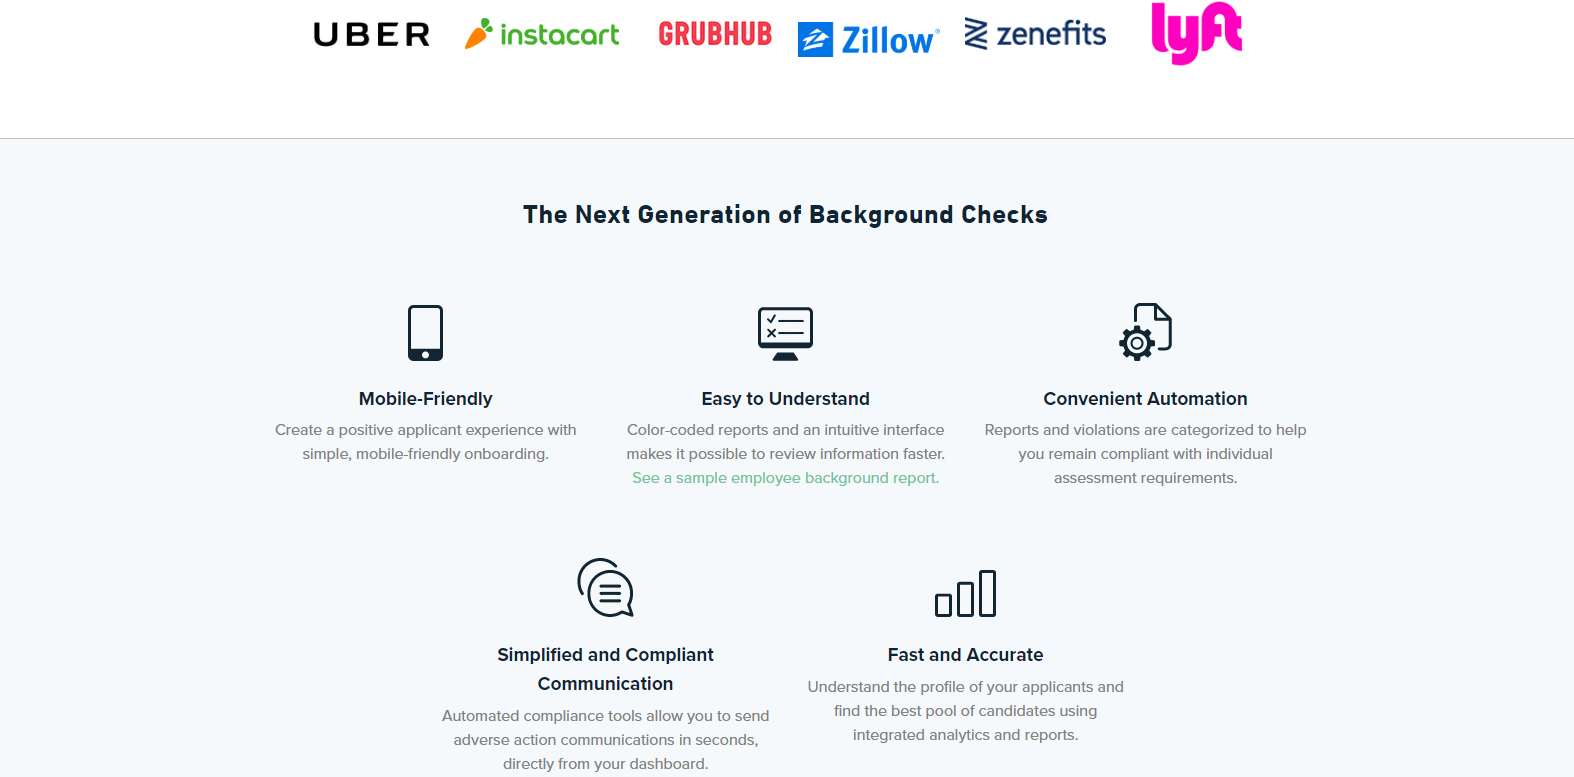 UBER instacart GRUBHUB Zillow® zenefits lyft
The Next Generation of Background Checks
Mobile-Friendly
Create a positive applicant experience with
simple, mobile-friendly onboarding.
Easy to Understand
Color-coded reports and an intuitive interface
makes it possible to review information faster.
See a sample employee background report.
Convenient Automation
Reports and violations are categorized to help
you remain compliant with individual
assessment requirements.
Simplified and Compliant
Communication
Automated compliance tools allow you to send
adverse action communications in seconds,
directly from your dashboard.
Fast and Accurate
Understand the profile of your applicants and
find the best pool of candidates using
integrated analytics and reports.